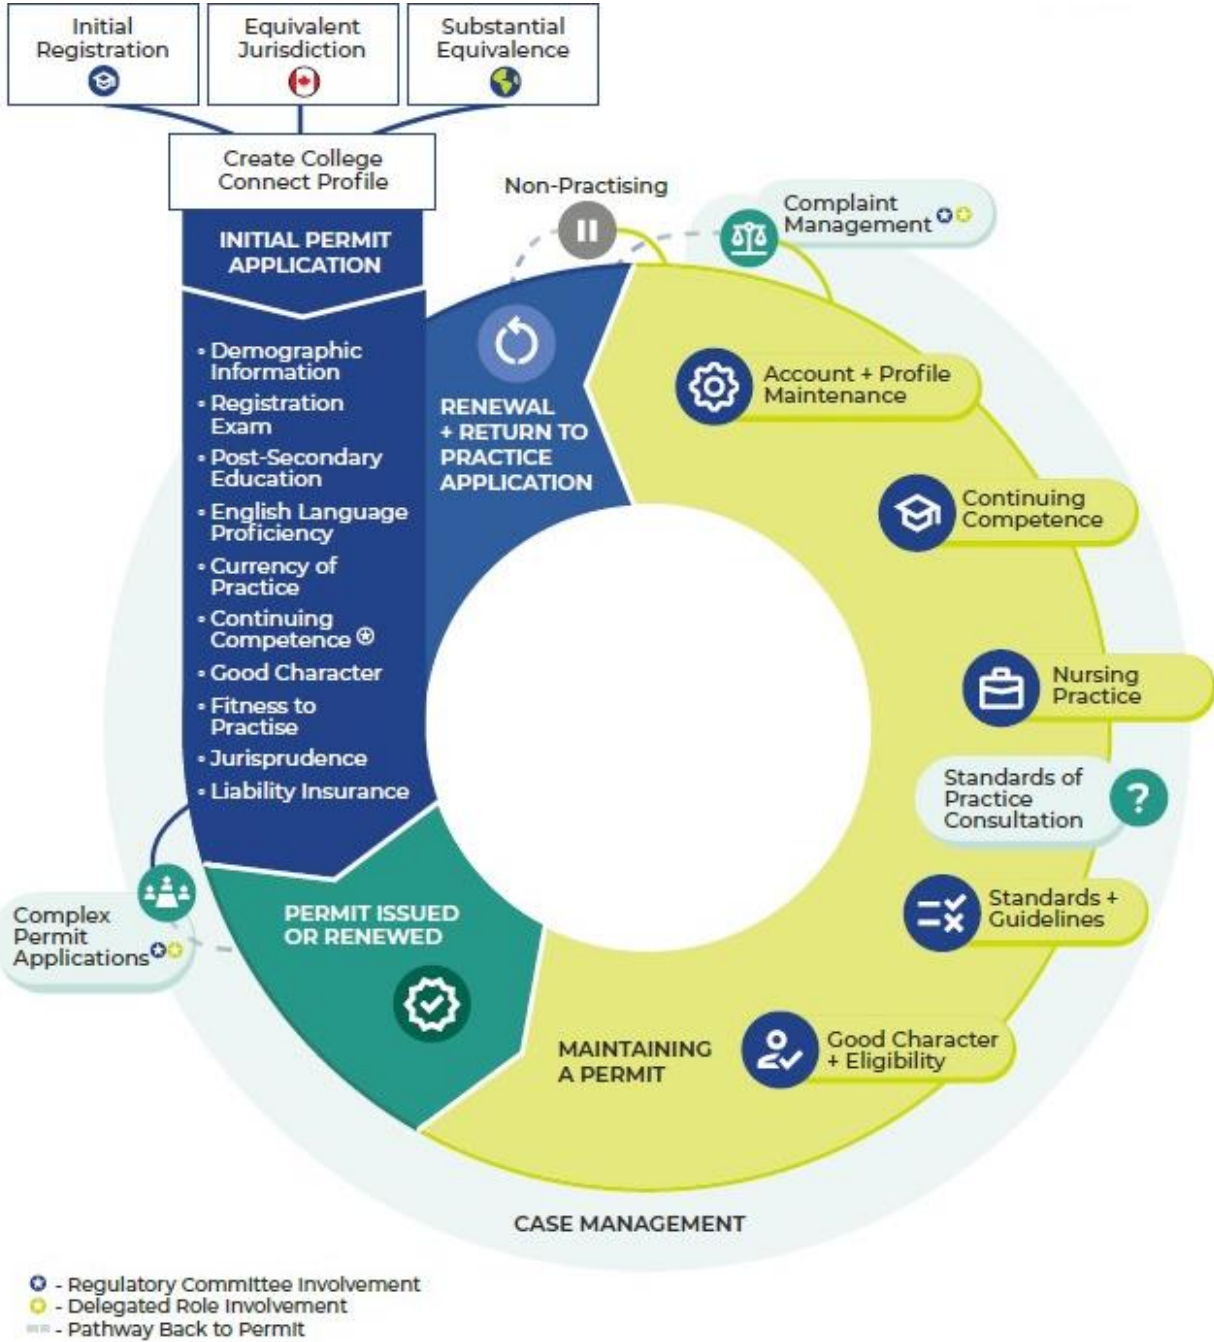 Initial
Registration
Equivalent
Jurisdiction
Substantial
Equivalence
Create College
Connect Profile
INITIAL PERMIT
APPLICATION
• Demographic
Information
• Registration
Exam
• Post-Secondary
Education
• English Language
Proficiency
• Currency of
Practice
• Continuing
Competence
• Good Character
• Fitness to
Practise
• Jurisprudence
• Liability Insurance
Non-Practising
Complaint
Management
RENEWAL
+ RETURN TO
PRACTICE
APPLICATION
Account + Profile
Maintenance
Continuing
Competence
Nursing
Practice
Standards of
Practice
Consultation
?
Standards +
Guidelines
Good Character
+ Eligibility
MAINTAINING
A PERMIT
PERMIT ISSUED
OR RENEWED
Complex
Permit
Applications
CASE MANAGEMENT
- Regulatory Committee Involvement
- Delegated Role Involvement
- Pathway Back to Permit